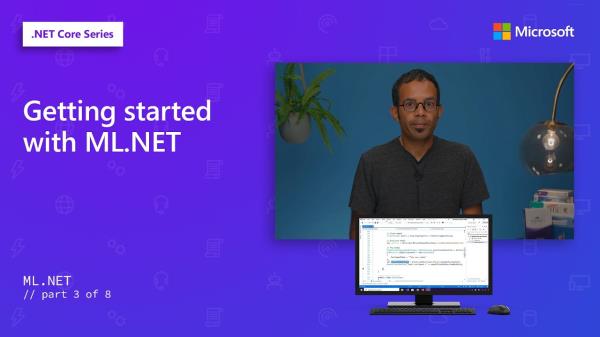 .NET Core Series
Microsoft
Getting started
with ML.NET
ML.NET
// part 3 of 8